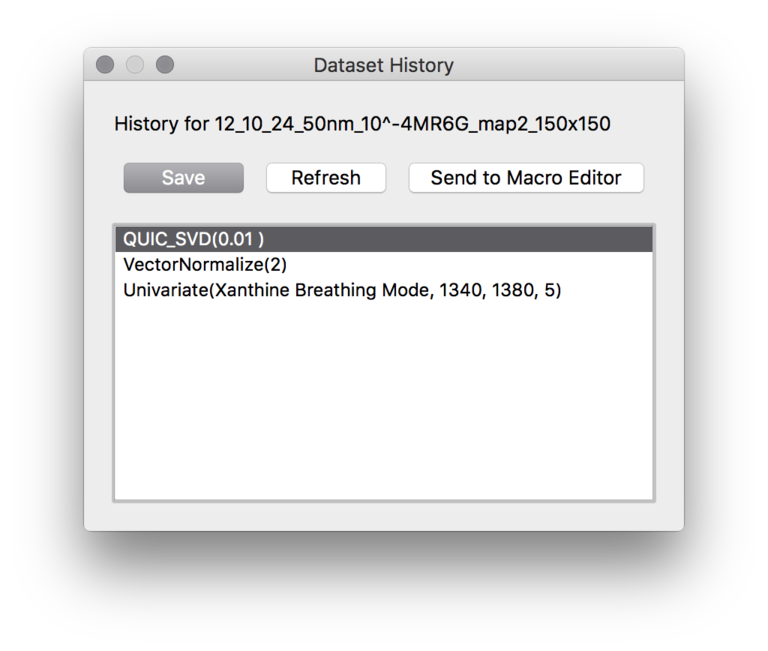 Dataset History
History for 12_10_24_50nm_10^-4MR6G_map2_150x150
Save Refresh Send to Macro Editor
QUIC_SVD(0.01 )
VectorNormalize(2)
Univariate(Xanthine Breathing Mode, 1340, 1380, 5)